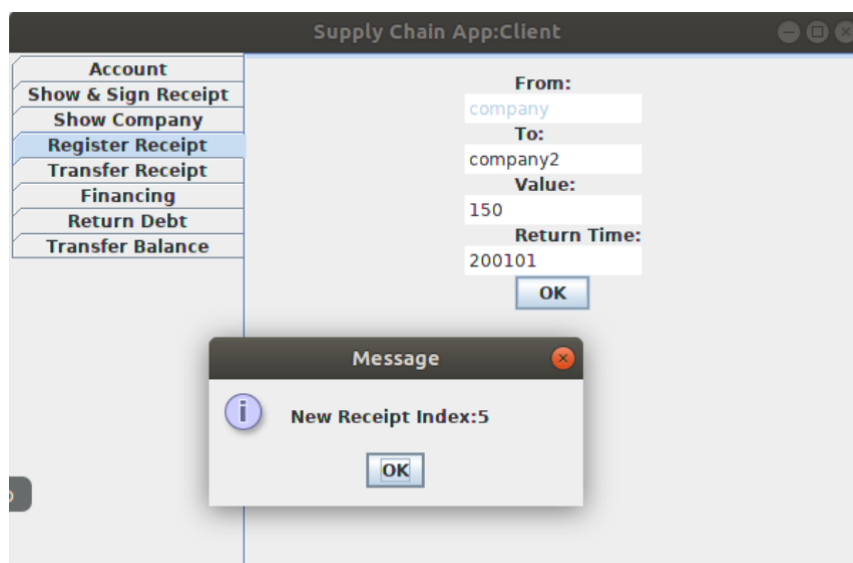 Supply Chain App:Client
Account
Show & Sign Receipt
Show Company
Register Receipt
Transfer Receipt
Financing
Return Debt
Transfer Balance
From:
company
To:
company2
Value:
150
Return Time:
200101
OK
Message
i
New Receipt Index:5
OK